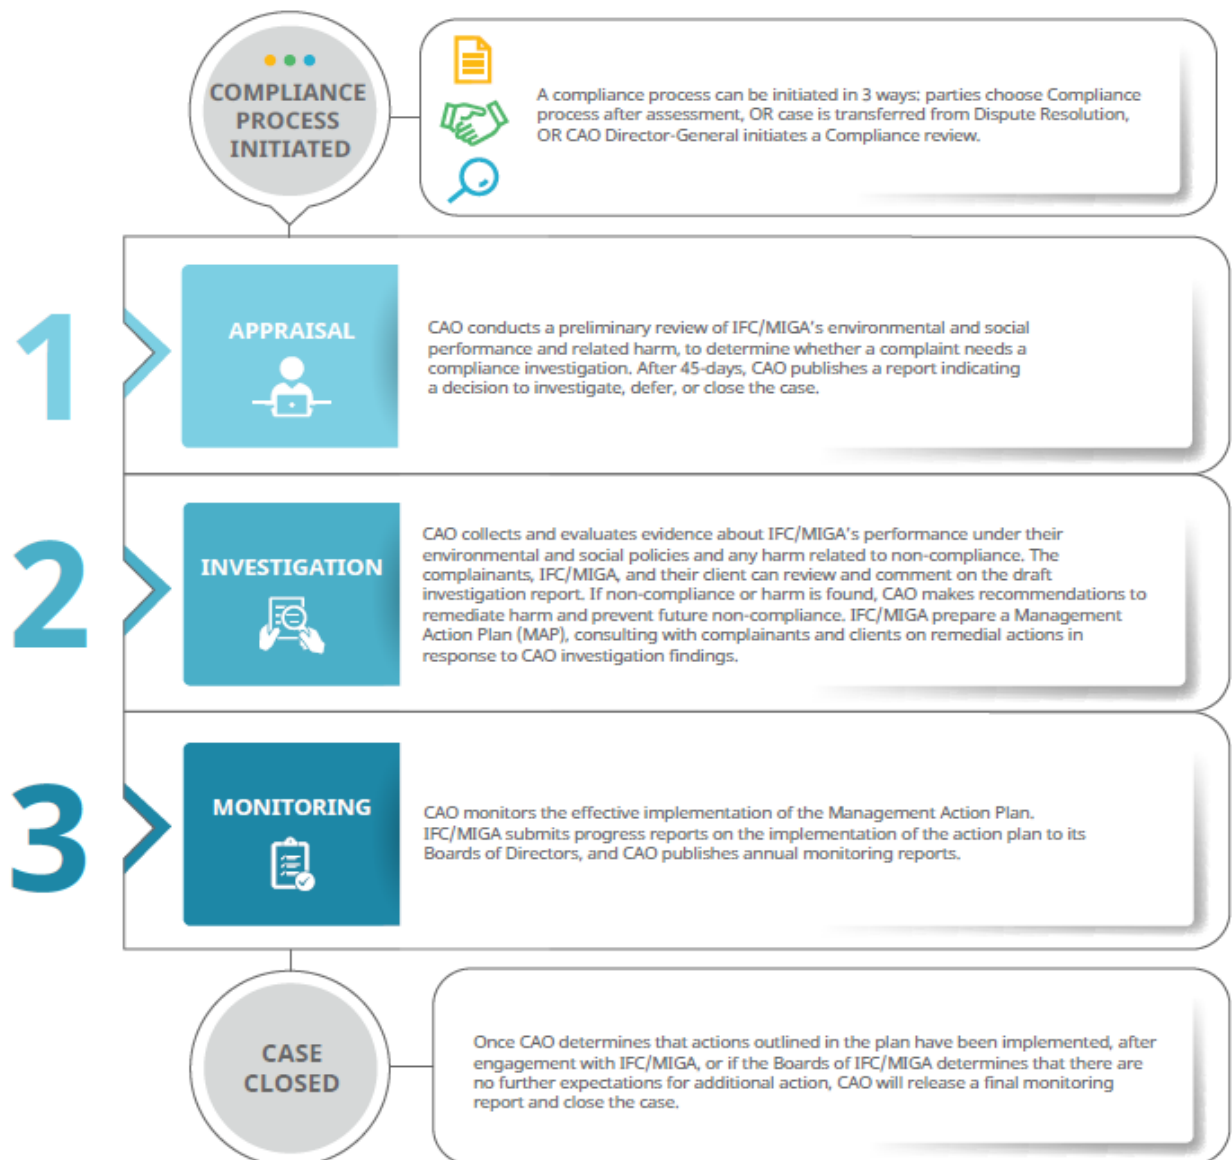 COMPLIANCE
PROCESS
INITIATED
A compliance process can be initiated in 3 ways: parties choose Compliance
process after assessment, OR case is transferred from Dispute Resolution,
OR CAO Director-General initiates a Compliance review.
1
APPRAISAL
CAO conducts a preliminary review of IFC/MIGA's environmental and social
performance and related harm, to determine whether a complaint needs a
compliance investigation. After 45-days, CAO publishes a report indicating
a decision to investigate, defer, or close the case.
2
INVESTIGATION
CAO collects and evaluates evidence about IFC/MIGA's performance under their
environmental and social policies and any harm related to non-compliance. The
complainants, IFC/MIGA, and their client can review and comment on the draft
investigation report. If non-compliance or harm is found, CAO makes recommendations to
remediate harm and prevent future non-compliance. IFC/MIGA prepare a Management
Action Plan (MAP), consulting with complainants and clients on remedial actions in
response to CAO investigation findings.
3
MONITORING
CAO monitors the effective implementation of the Management Action Plan.
IFC/MIGA submits progress reports on the implementation of the action plan to its
Boards of Directors, and CAO publishes annual monitoring reports.
CASE
CLOSED
Once CAO determines that actions outlined in the plan have been implemented, after
engagement with IFC/MIGA, or if the Boards of IFC/MIGA determines that there are
no further expectations for additional action, CAO will release a final monitoring
report and close the case.